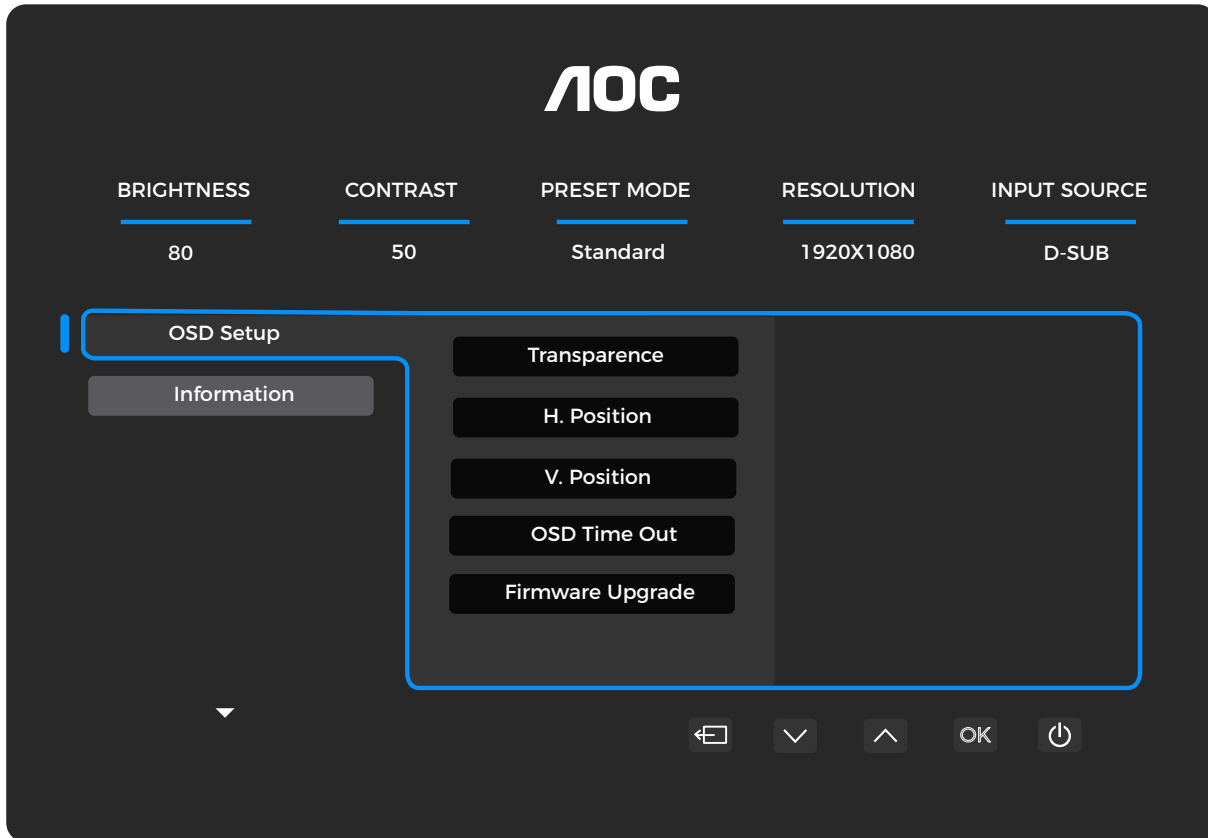 AOC
BRIGHTNESS CONTRAST PRESET MODE RESOLUTION INPUT SOURCE
80 50 Standard 1920X1080 D-SUB
OSD Setup
Information
Transparence
H. Position
V. Position
OSD Time Out
Firmware Upgrade
OK